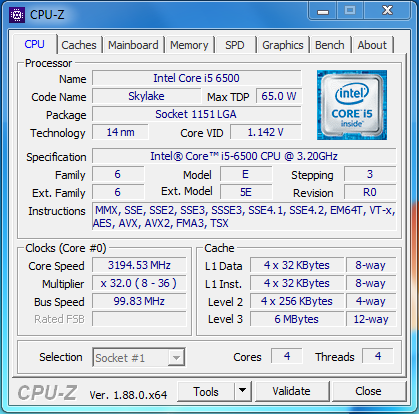 CPU-Z
CPU Caches Mainboard Memory SPD Graphics Bench About
Processor
Name Intel Core i5 6500
Code Name Skylake Max TDP 65.0 W
Package Socket 1151 LGA
Technology 14 nm Core VID 1.142 V
intel CORE i5 inside™
Specification Intel® Core™ i5-6500 CPU @ 3.20GHz
Family 6 Model E Stepping 3
Ext. Family 6 Ext. Model 5E Revision R0
Instructions MMX, SSE, SSE2, SSE3, SSSE3, SSE4.1, SSE4.2, EM64T, VT-x,
AES, AVX, AVX2, FMA3, TSX
Clocks (Core #0)
Core Speed 3194.53 MHz
Multiplier x 32.0 ( 8 - 36 )
Bus Speed 99.83 MHz
Rated FSB
Cache
L1 Data 4 x 32 KBytes 8-way
L1 Inst. 4 x 32 KBytes 8-way
Level 2 4 x 256 KBytes 4-way
Level 3 6 MBytes 12-way
Selection Socket #1 Cores 4 Threads 4
CPU-Z Ver. 1.88.0.x64 Tools Validate Close